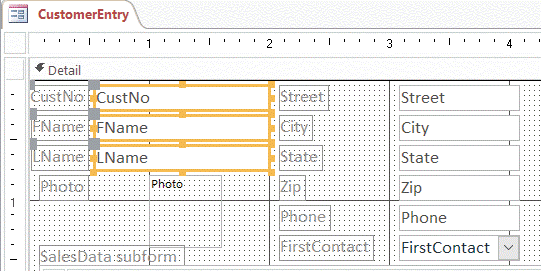 CustomerEntry
1 2 3 4
Detail
CustNo CustNo Street Street
FName FName City City
LName LName State State
Photo Photo Zip Zip
1
Phone Phone
FirstContact FirstContact
SalesData subform